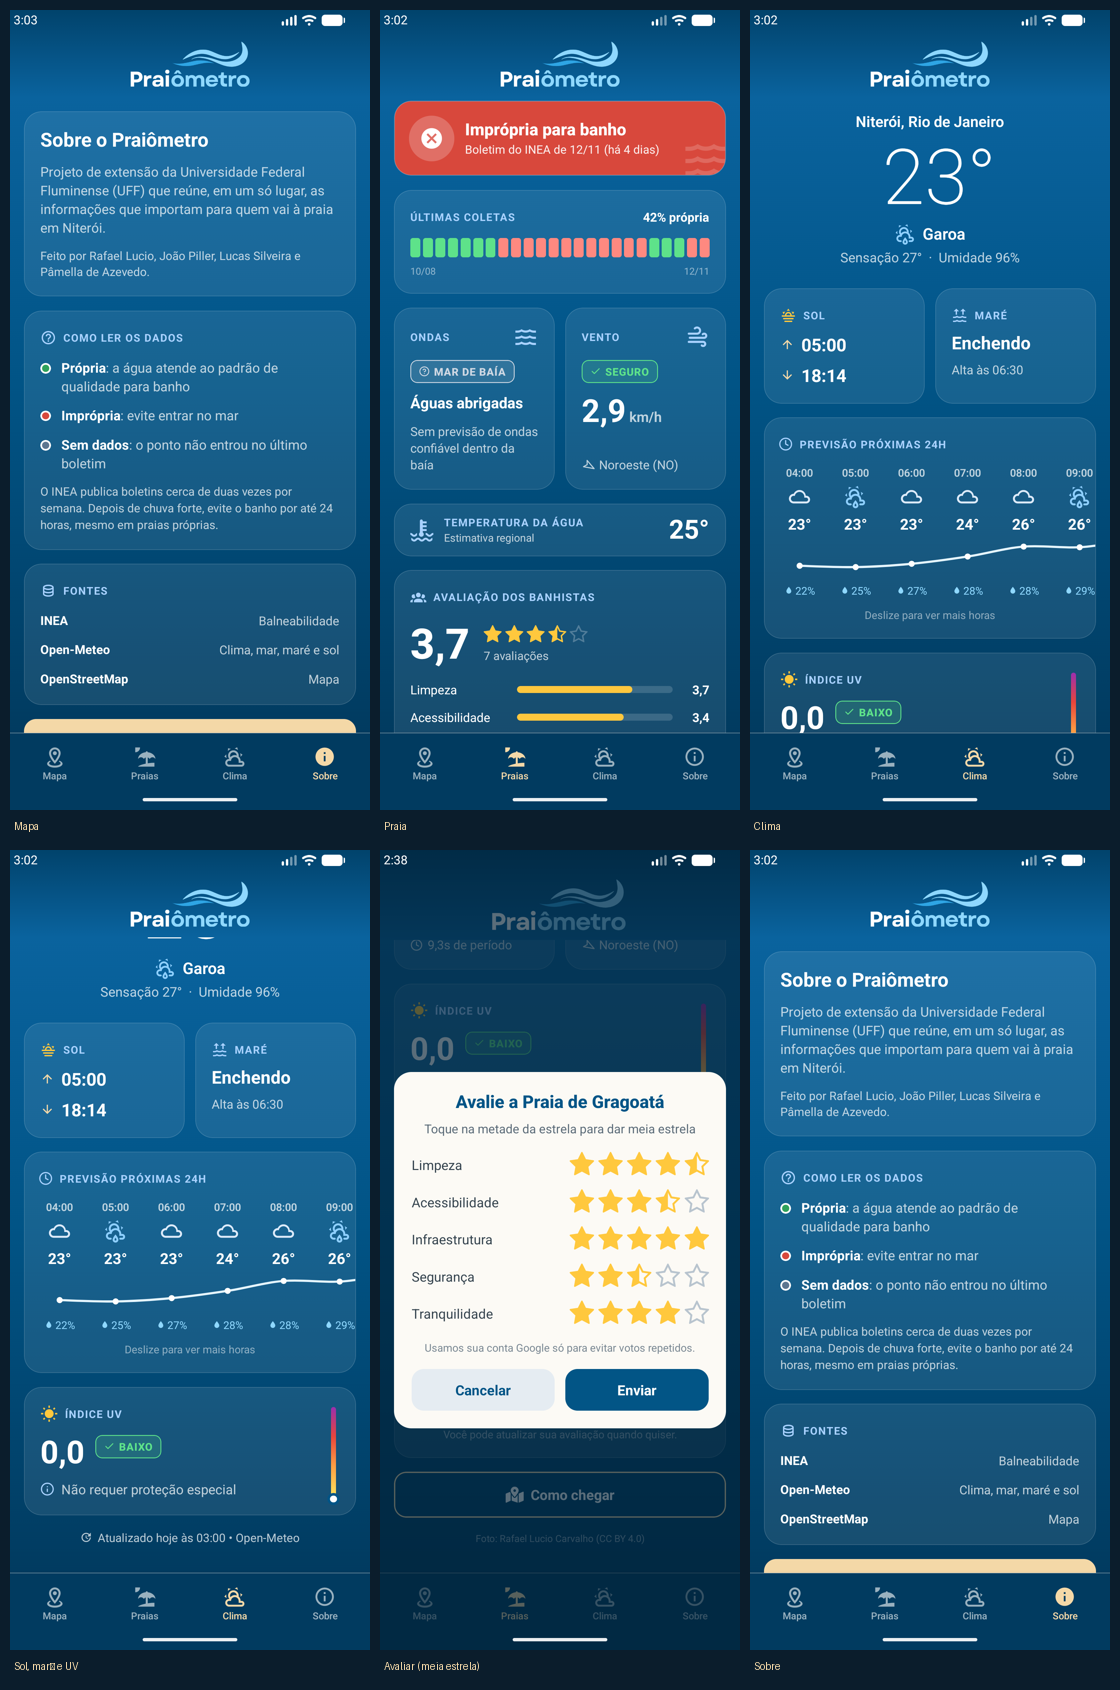 3:03
Praiômetro
Sobre o Praiômetro
Projeto de extensão da Universidade Federal
Fluminense (UFF) que reúne, em um só lugar, as
informações que importam para quem vai à praia
em Niterói.
Feito por Rafael Lucio, João Piller, Lucas Silveira e
Pâmella de Azevedo.
COMO LER OS DADOS
Própria: a água atende ao padrão de
qualidade para banho
Imprópria: evite entrar no mar
Sem dados: o ponto não entrou no último
boletim
O INEA publica boletins cerca de duas vezes por
semana. Depois de chuva forte, evite o banho por até 24
horas, mesmo em praias próprias.
FONTES
INEA Balneabilidade
Open-Meteo Clima, mar, maré e sol
OpenStreetMap Mapa
Mapa Praias Clima Sobre
Mapa
3:02
Praiômetro
Imprópria para banho
Boletim do INEA de 12/11 (há 4 dias)
ÚLTIMAS COLETAS 42% própria
10/08 12/11
ONDAS
MAR DE BAÍA
Águas abrigadas
Sem previsão de ondas
confiável dentro da
baía
VENTO
SEGURO
2,9 km/h
Noroeste (NO)
TEMPERATURA DA ÁGUA
Estimativa regional
25°
AVALIAÇÃO DOS BANHISTAS
3,7
7 avaliações
Limpeza 3,7
Acessibilidade 3,4
Mapa Praias Clima Sobre
Praia
3:02
Praiômetro
Niterói, Rio de Janeiro
23°
Garoa
Sensação 27° · Umidade 96%
SOL
05:00
18:14
MARÉ
Enchendo
Alta às 06:30
PREVISÃO PRÓXIMAS 24H
04:00 05:00 06:00 07:00 08:00 09:00
23° 23° 23° 24° 26° 26°
22% 25% 27% 28% 28% 29%
Deslize para ver mais horas
ÍNDICE UV
0,0 BAIXO
Mapa Praias Clima Sobre
Clima
3:02
Praiômetro
Garoa
Sensação 27° · Umidade 96%
SOL
05:00
18:14
MARÉ
Enchendo
Alta às 06:30
PREVISÃO PRÓXIMAS 24H
04:00 05:00 06:00 07:00 08:00 09:00
23° 23° 23° 24° 26° 26°
22% 25% 27% 28% 28% 29%
Deslize para ver mais horas
ÍNDICE UV
0,0 BAIXO
Não requer proteção especial
Atualizado hoje às 03:00 • Open-Meteo
Mapa Praias Clima Sobre
Sol, mar e UV
2:38
Praiômetro
9,3s de período Noroeste (NO)
ÍNDICE UV
0,0 BAIXO
Avalie a Praia de Gragoatá
Toque na metade da estrela para dar meia estrela
Limpeza
Acessibilidade
Infraestrutura
Segurança
Tranquilidade
Usamos sua conta Google só para evitar votos repetidos.
Cancelar Enviar
Você pode atualizar sua avaliação quando quiser.
Como chegar
Foto: Rafael Lucio Carvalho (CC BY 4.0)
Mapa Praias Clima Sobre
Avaliar (meia estrela)
3:02
Praiômetro
Sobre o Praiômetro
Projeto de extensão da Universidade Federal
Fluminense (UFF) que reúne, em um só lugar, as
informações que importam para quem vai à praia
em Niterói.
Feito por Rafael Lucio, João Piller, Lucas Silveira e
Pâmella de Azevedo.
COMO LER OS DADOS
Própria: a água atende ao padrão de
qualidade para banho
Imprópria: evite entrar no mar
Sem dados: o ponto não entrou no último
boletim
O INEA publica boletins cerca de duas vezes por
semana. Depois de chuva forte, evite o banho por até 24
horas, mesmo em praias próprias.
FONTES
INEA Balneabilidade
Open-Meteo Clima, mar, maré e sol
OpenStreetMap Mapa
Mapa Praias Clima Sobre
Sobre